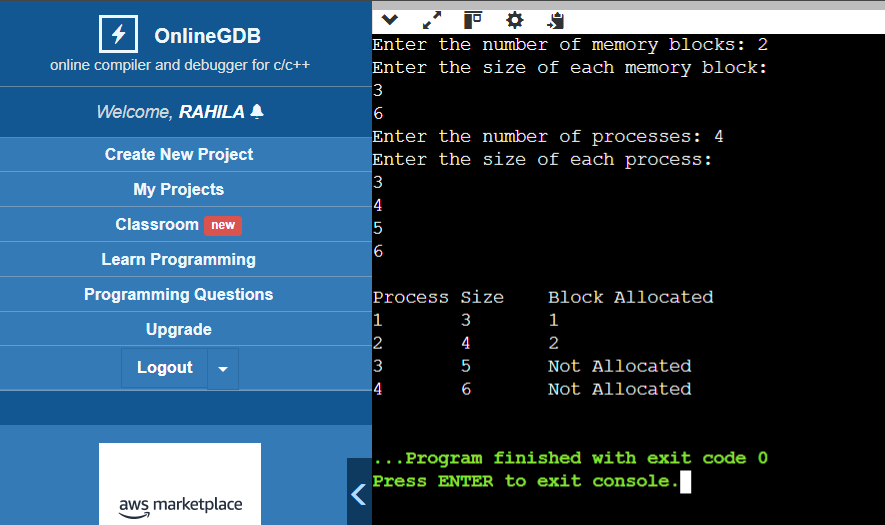 OnlineGDB
online compiler and debugger for c/c++
Welcome, RAHILA
Create New Project
My Projects
Classroom new
Learn Programming
Programming Questions
Upgrade
Logout
aws marketplace
Enter the number of memory blocks: 2
Enter the size of each memory block:
3
6
Enter the number of processes: 4
Enter the size of each process:
3
4
5
6
Process Size    Block Allocated
1       3       1
2       4       2
3       5       Not Allocated
4       6       Not Allocated
...Program finished with exit code 0
Press ENTER to exit console.